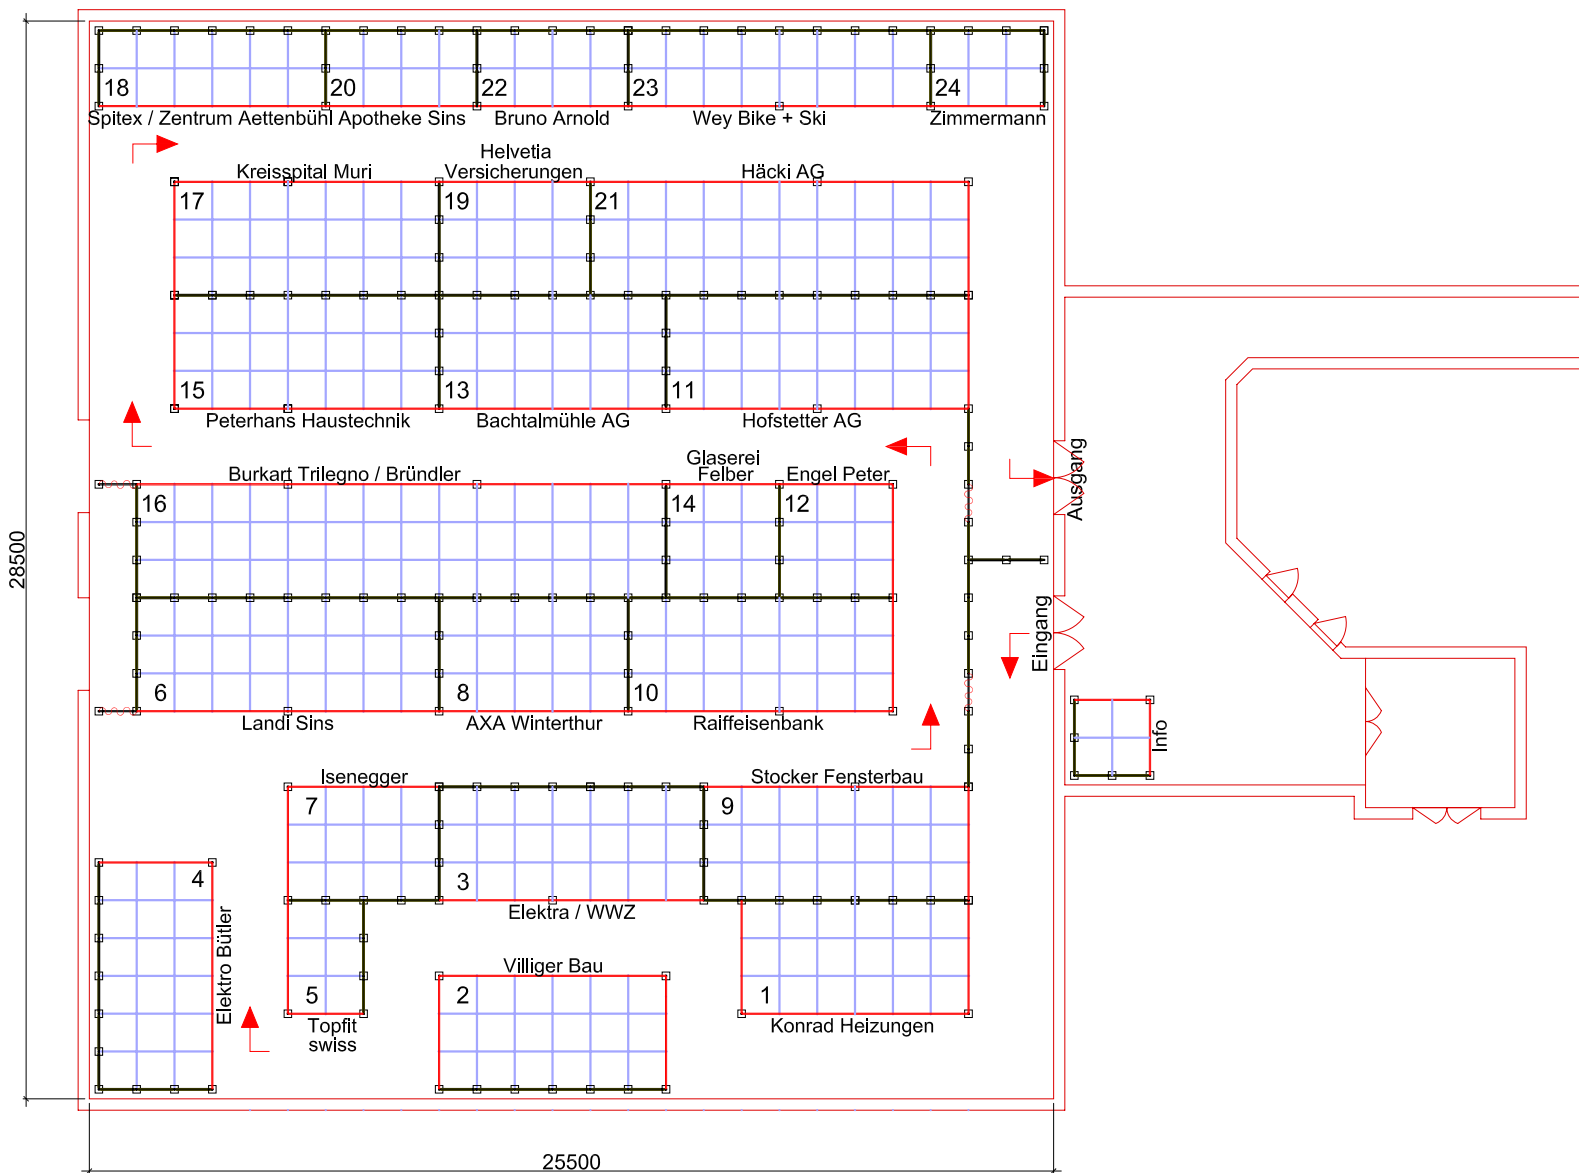 18
20
22
23
24
Spitex / Zentrum Aettenbühl
Apotheke Sins
Bruno Arnold
Wey Bike + Ski
Zimmermann
Kreisspital Muri
Helvetia
Versicherungen
Häcki AG
17
19
21
15
13
11
Peterhans Haustechnik
Bachtalmühle AG
Hofstetter AG
Burkart Trilegno / Bründler
Glaserei
Felber
Engel Peter
16
14
12
Ausgang
28500
Eingang
6
8
10
Landi Sins
AXA Winterthur
Raiffeisenbank
Info
Isenegger
Stocker Fensterbau
7
9
3
4
Elektra / WWZ
Elektro Bütler
Villiger Bau
5
2
1
Topfit
swiss
Konrad Heizungen
25500